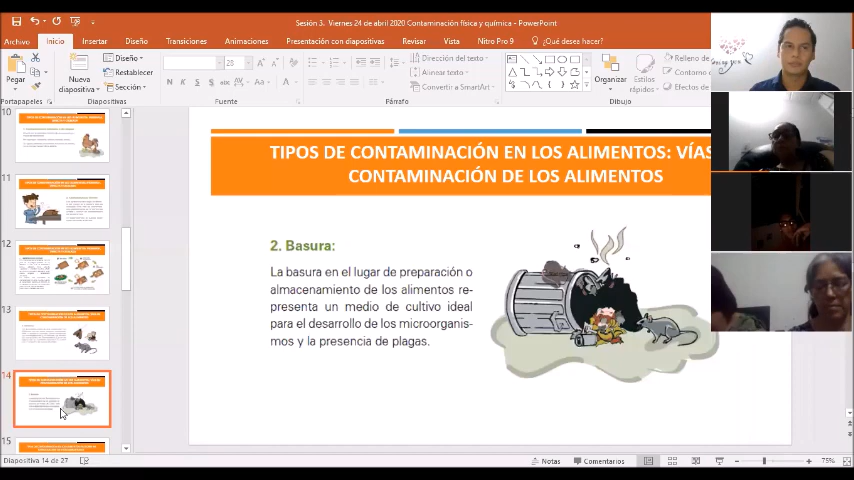 Sesión 3. Viernes 24 de abril 2020 Contaminación física y química - PowerPoint
Archivo Inicio Insertar Diseño Transiciones Animaciones Presentación con diapositivas Revisar Vista Nitro Pro 9 ¿Qué desea hacer?
Pegar
Nueva
diapositiva
Diseño
Restablecer
Sección
28
N K S
Aa
A
Dirección del texto
Alinear texto
Convertir a SmartArt
Organizar
Estilos
rápidos
Relleno de
Contorno
Efectos de
Portapapeles
Diapositivas
Fuente
Párrafo
Dibujo
10
11
12
13
14
15
TIPOS DE CONTAMINACIÓN EN LOS ALIMENTOS: VÍAS
CONTAMINACIÓN DE LOS ALIMENTOS
2. Basura:
La basura en el lugar de preparación o
almacenamiento de los alimentos re-
presenta un medio de cultivo ideal
para el desarrollo de los microorganis-
mos y la presencia de plagas.
Diapositiva 14 de 27
Notas
Comentarios
75%